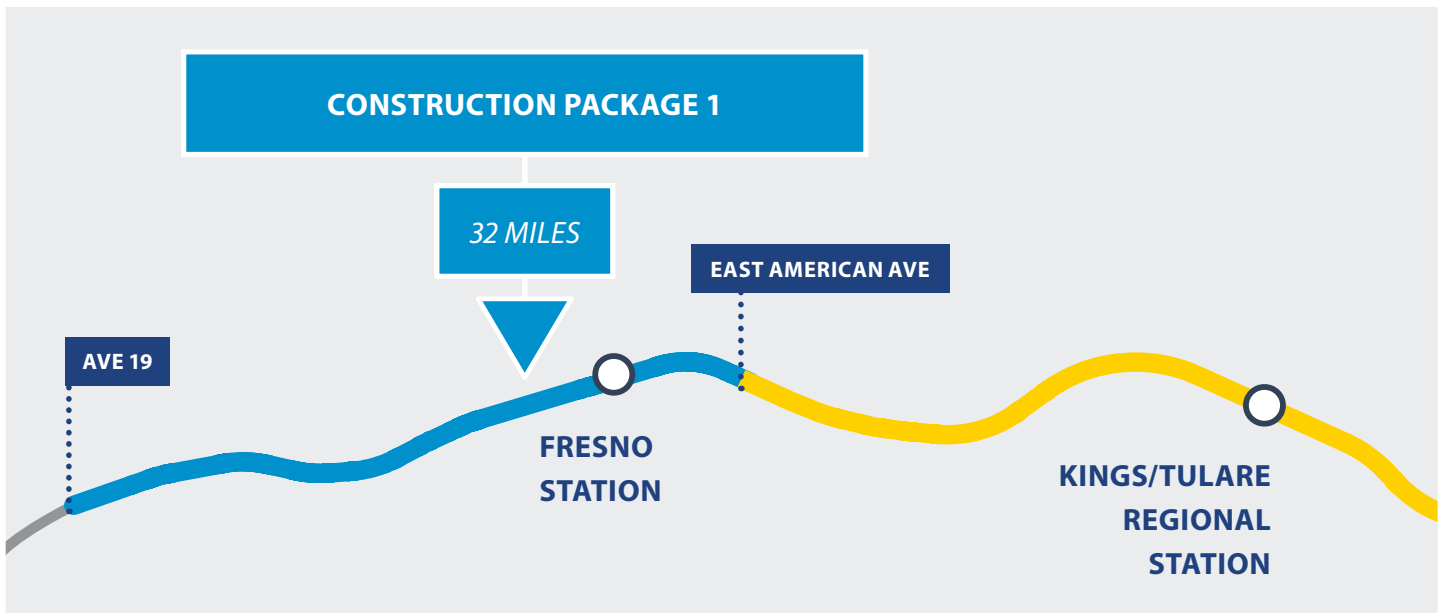 CONSTRUCTION PACKAGE 1
32 MILES
EAST AMERICAN AVE
AVE 19
FRESNO
STATION
KINGS/TULARE
REGIONAL
STATION